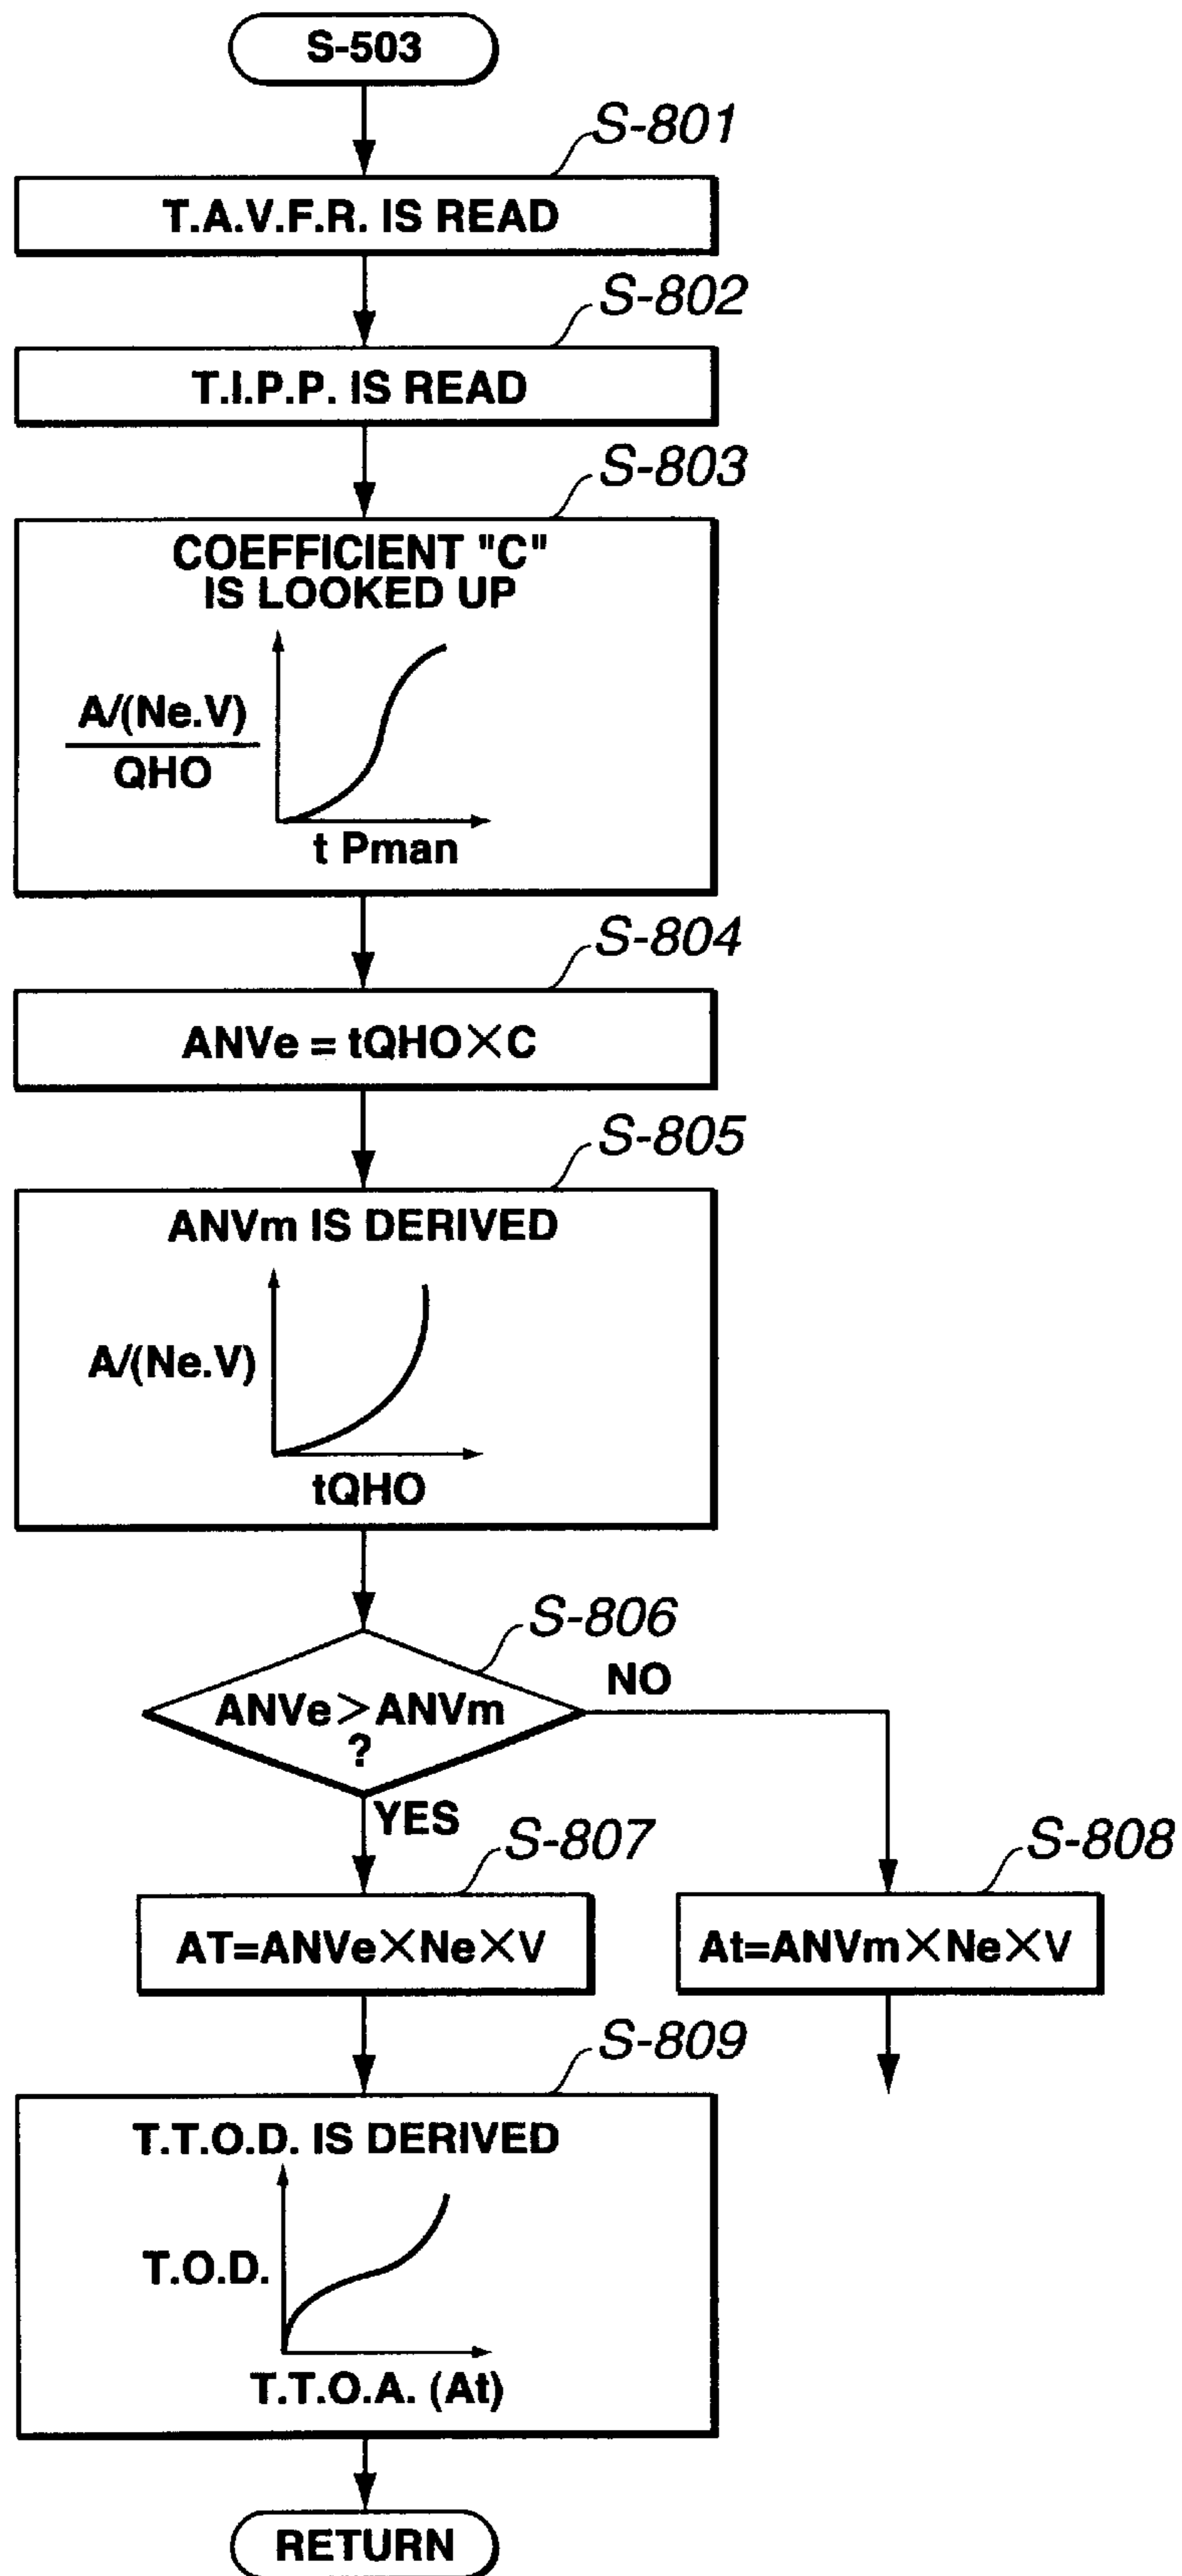 S-503
S-801
T.A.V.F.R. IS READ
S-802
T.I.P.P. IS READ
S-803
COEFFICIENT "C"
IS LOOKED UP
A/(Ne.V)
QHO
t Pman
S-804
ANVe = tQHO×C
S-805
ANVm IS DERIVED
A/(Ne.V)
tQHO
S-806
ANVe>ANVm
?
NO
YES
S-807
S-808
AT=ANVe×Ne×V
At=ANVm×Ne×V
S-809
T.T.O.D. IS DERIVED
T.O.D.
T.T.O.A. (At)
RETURN